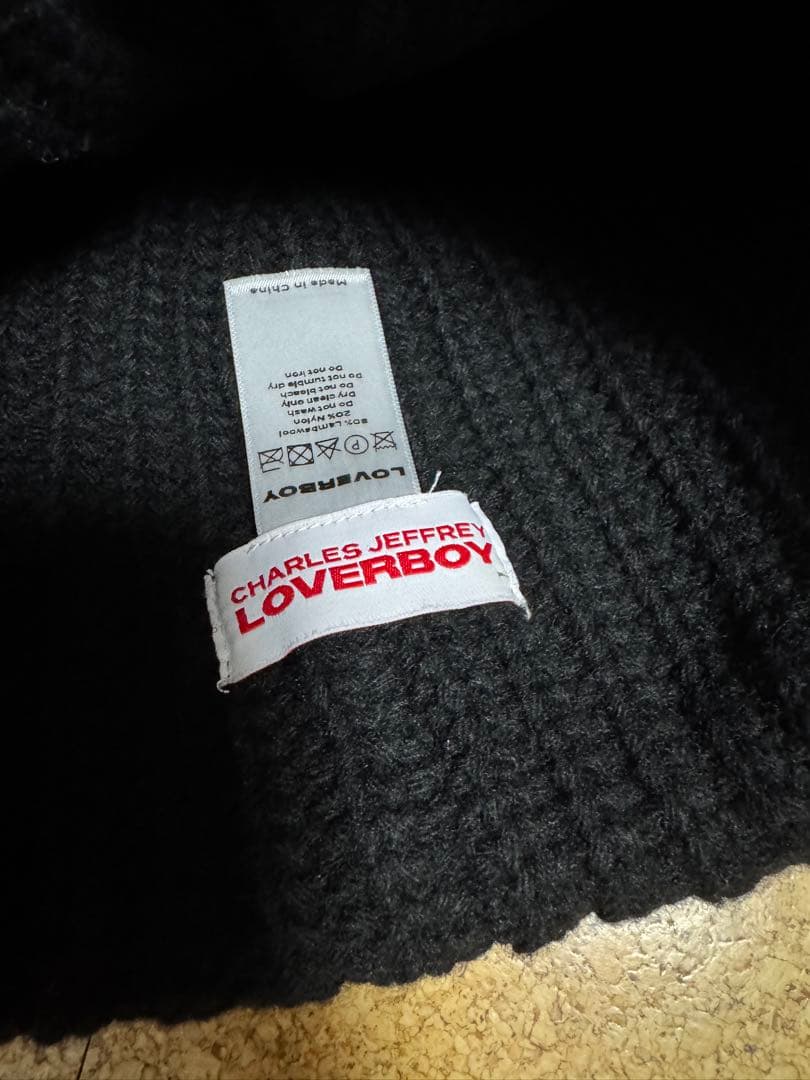 CHARLES JEFFREY
LOVERBOY
LOVERBOY
P
80% Lambswool
20% Nylon
Do not wash
Dry clean only
Do not bleach
Do not tumble dry
Do not iron
Made in China